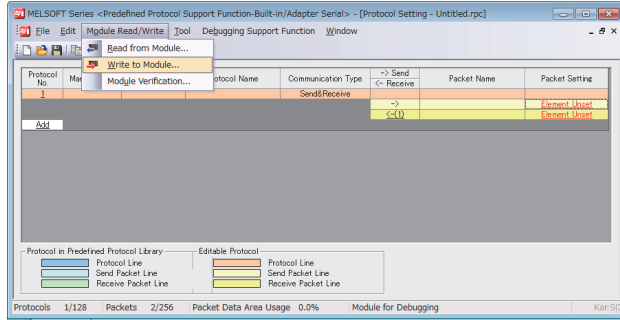 MELSOFT Series <Predefined Protocol Support Function-Built-in/Adapter Serial> - [Protocol Setting - Untitled.rpc]
File Edit Module Read/Write Tool Debugging Support Function Window
Read from Module...
Write to Module...
Module Verification...
Protocol No. Protocol Name Communication Type -> Send <- Receive Packet Name Packet Setting
1 Send&Receive
-> Element Unset
<-(1) Element Unset
Add
Protocol in Predefined Protocol Library Editable Protocol
Protocol Line Protocol Line
Send Packet Line Send Packet Line
Receive Packet Line Receive Packet Line
Protocols 1/128 Packets 2/256 Packet Data Area Usage 0.0% Module for Debugging